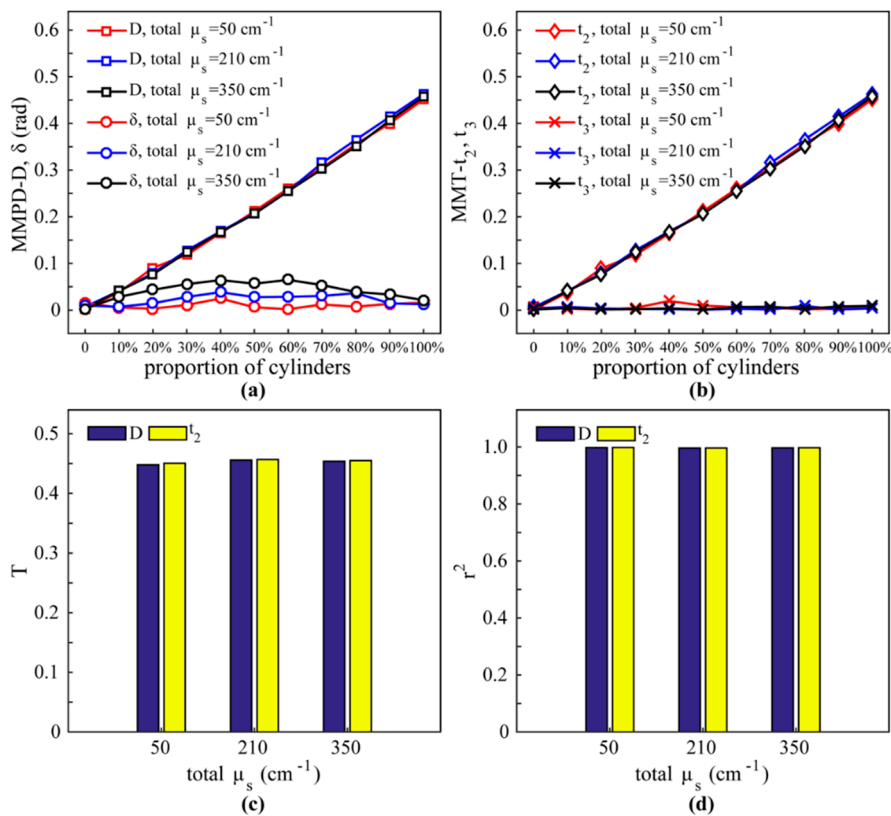 D, total μs=50 cm-1
D, total μs=210 cm-1
D, total μs=350 cm-1
δ, total μs=50 cm-1
δ, total μs=210 cm-1
δ, total μs=350 cm-1
0.6
0.5
0.4
0.3
0.2
0.1
0
MMPD-D, δ (rad)
0 10% 20% 30% 40% 50% 60% 70% 80% 90% 100%
proportion of cylinders
(a)
t2, total μs=50 cm-1
t2, total μs=210 cm-1
t2, total μs=350 cm-1
t3, total μs=50 cm-1
t3, total μs=210 cm-1
t3, total μs=350 cm-1
0.6
0.5
0.4
0.3
0.2
0.1
0
MMT-t2, t3
0 10% 20% 30% 40% 50% 60% 70% 80% 90% 100%
proportion of cylinders
(b)
D t2
0.5
0.4
0.3
0.2
0.1
0
T
50 210 350
total μs (cm-1)
(c)
D t2
1.0
0.8
0.6
0.4
0.2
0
r2
50 210 350
total μs (cm-1)
(d)